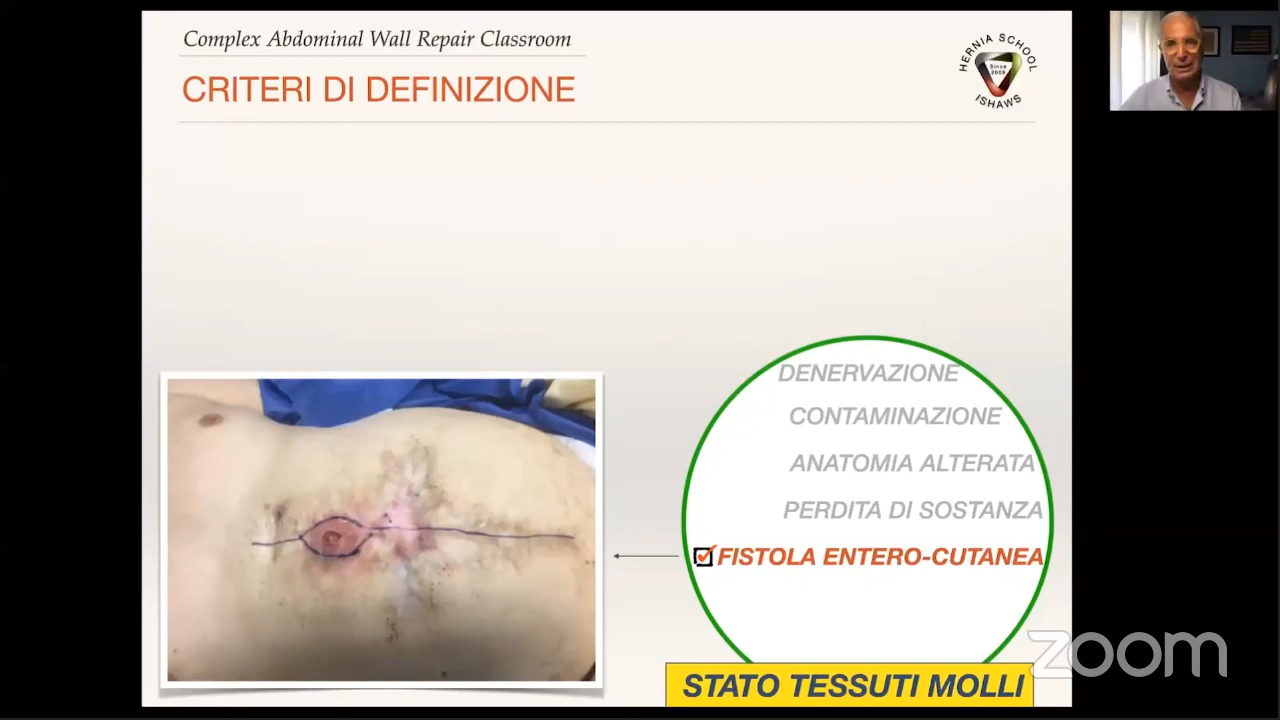 Complex Abdominal Wall Repair Classroom
CRITERI DI DEFINIZIONE
HERNIA SCHOOL
Since
2009
ISHAWS
DENERVAZIONE
CONTAMINAZIONE
ANATOMIA ALTERATA
PERDITA DI SOSTANZA
FISTOLA ENTERO-CUTANEA
STATO TESSUTI MOLLI
zoom